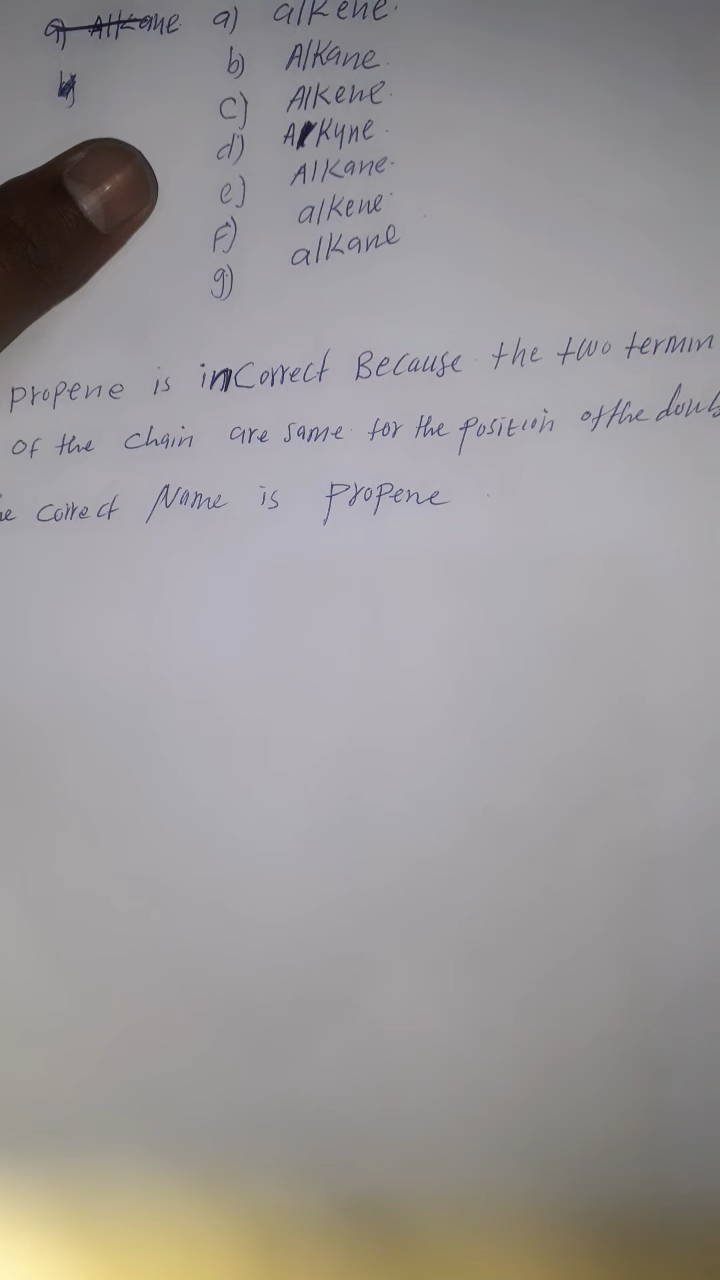 a) Alkane a) alkene.
b) Alkane.
c) Alkene.
d) Alkyne.
e) Alkane.
F) alkene
g) alkane
propene is incorrect Because the two termin
of the chain are same for the position of the doub
correct Name is propene